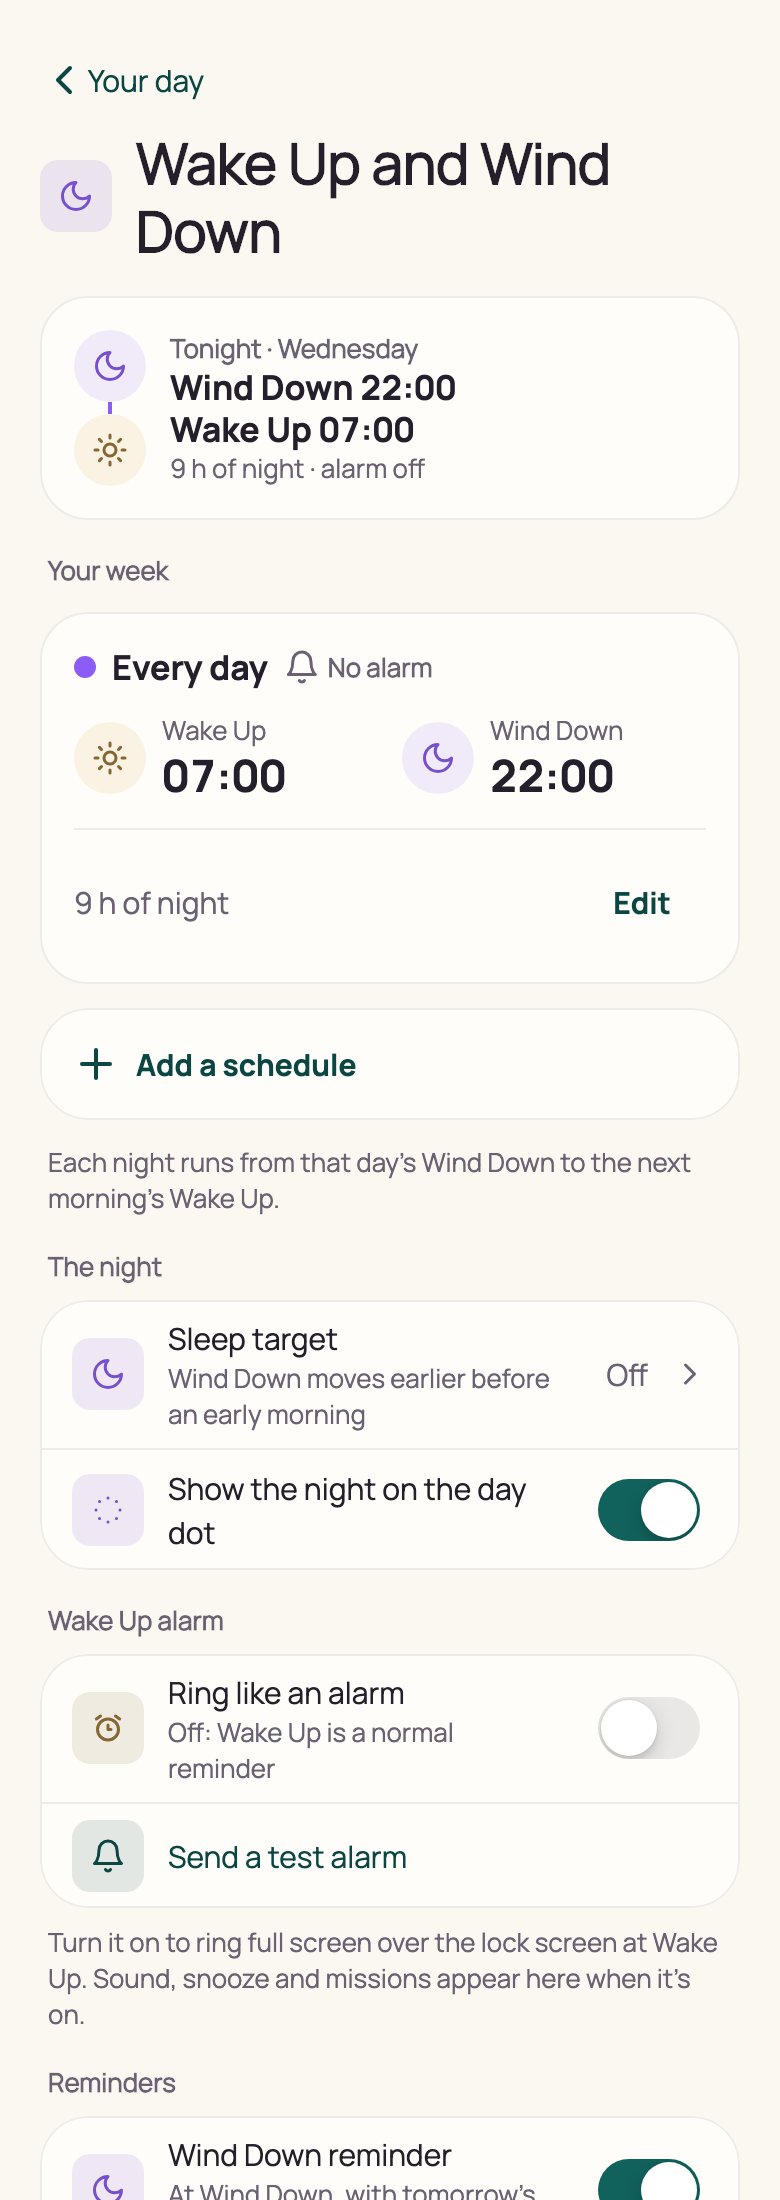 Your day
Wake Up and Wind
Down
Tonight · Wednesday
Wind Down 22:00
Wake Up 07:00
9 h of night · alarm off
Your week
Every day No alarm
Wake Up Wind Down
07:00 22:00
9 h of night Edit
Add a schedule
Each night runs from that day's Wind Down to the next
morning's Wake Up.
The night
Sleep target
Wind Down moves earlier before
an early morning
Off
Show the night on the day
dot
Wake Up alarm
Ring like an alarm
Off: Wake Up is a normal
reminder
Send a test alarm
Turn it on to ring full screen over the lock screen at Wake
Up. Sound, snooze and missions appear here when it's
on.
Reminders
Wind Down reminder
At Wind Down, with tomorrow's